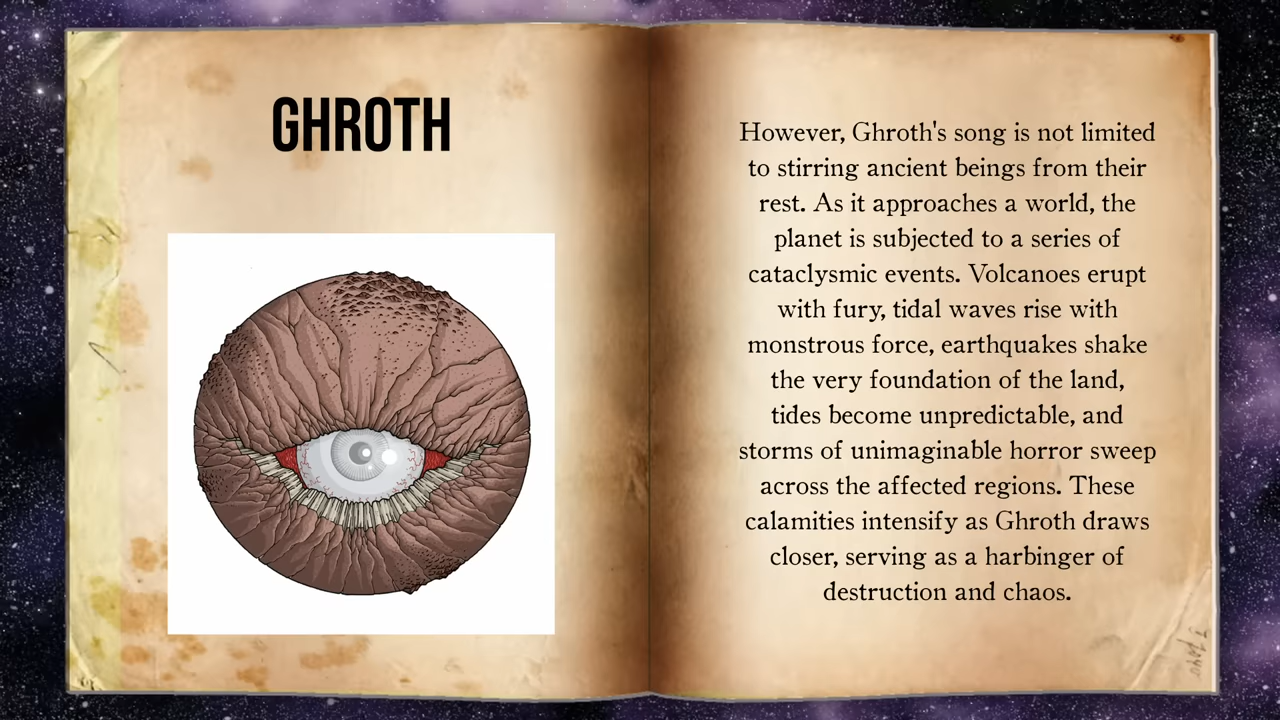 GHROTH
However, Ghroth's song is not limited
to stirring ancient beings from their
rest. As it approaches a world, the
planet is subjected to a series of
cataclysmic events. Volcanoes erupt
with fury, tidal waves rise with
monstrous force, earthquakes shake
the very foundation of the land,
tides become unpredictable, and
storms of unimaginable horror sweep
across the affected regions. These
calamities intensify as Ghroth draws
closer, serving as a harbinger of
destruction and chaos.